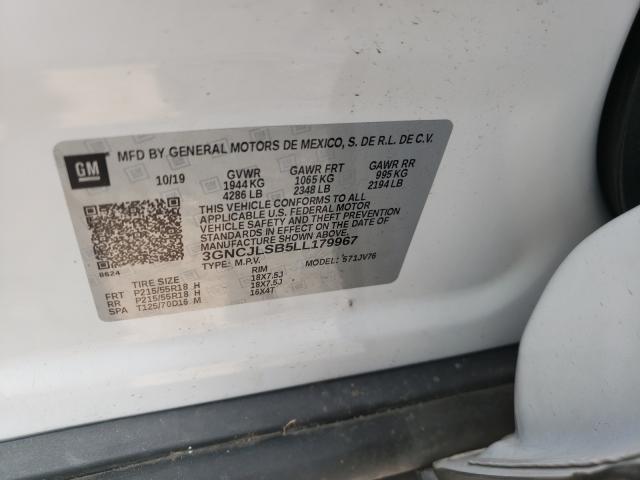 GM
MFD BY GENERAL MOTORS DE MEXICO, S. DE R.L. DE C.V.
10/19 GVWR GAWR FRT GAWR RR
1944 KG 1065 KG 995 KG
4286 LB 2348 LB 2194 LB
THIS VEHICLE CONFORMS TO ALL
APPLICABLE U.S. FEDERAL MOTOR
VEHICLE SAFETY AND THEFT PREVENTION
STANDARDS IN EFFECT ON THE DATE OF
MANUFACTURE SHOWN ABOVE.
3GNCJLSB5LL179967
8624 TYPE: M.P.V. MODEL: S71JV76
TIRE SIZE RIM
FRT P215/55R18 H 18X7.5J
RR P215/55R18 H 18X7.5J
SPA T125/70D16 M 16X4T